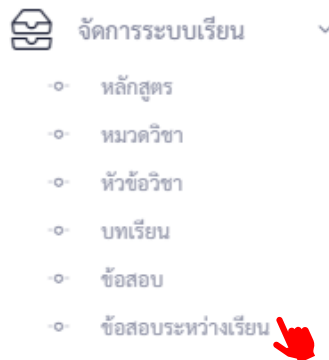 จัดการระบบเรียน
หลักสูตร
หมวดวิชา
หัวข้อวิชา
บทเรียน
ข้อสอบ
ข้อสอบระหว่างเรียน